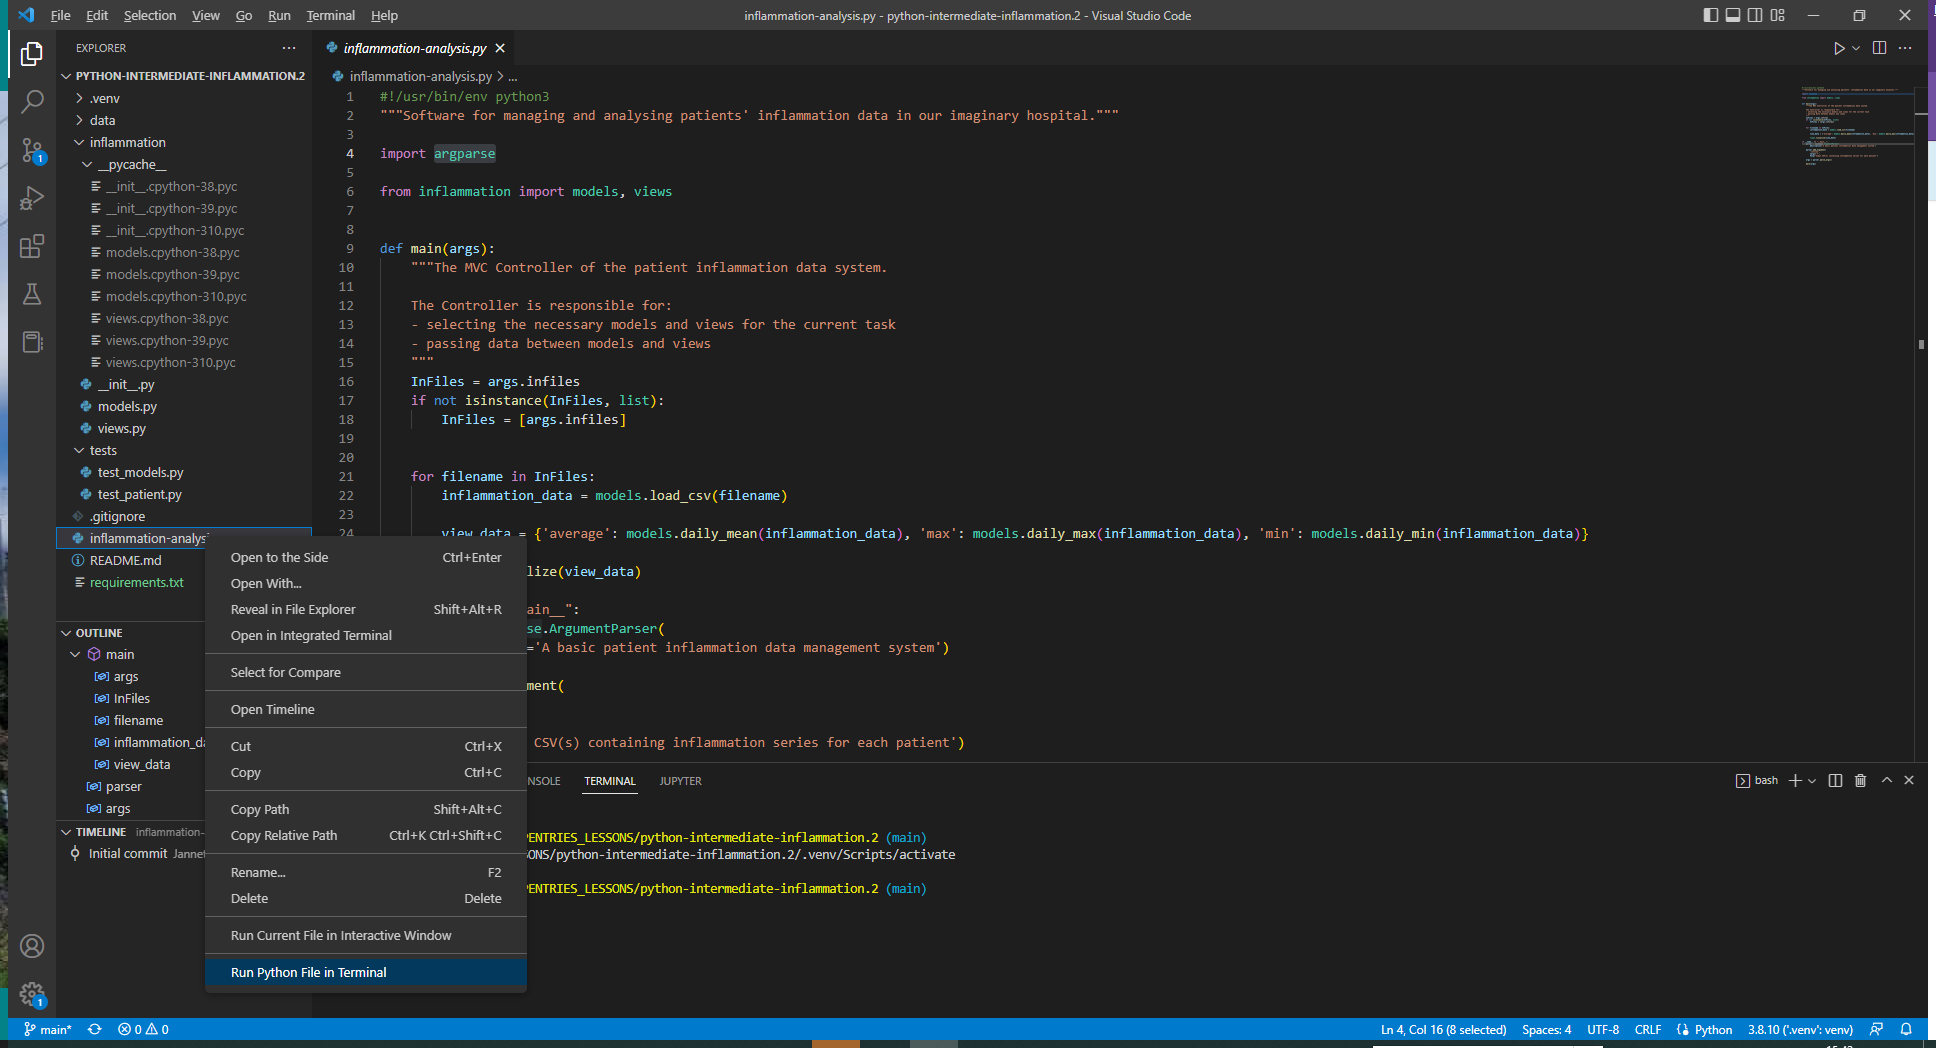 File Edit Selection View Go Run Terminal Help
inflammation-analysis.py - python-intermediate-inflammation.2 - Visual Studio Code
EXPLORER
PYTHON-INTERMEDIATE-INFLAMMATION.2
.venv
data
inflammation
__pycache__
__init__.cpython-38.pyc
__init__.cpython-39.pyc
__init__.cpython-310.pyc
models.cpython-38.pyc
models.cpython-39.pyc
models.cpython-310.pyc
views.cpython-38.pyc
views.cpython-39.pyc
views.cpython-310.pyc
__init__.py
models.py
views.py
tests
test_models.py
test_patient.py
.gitignore
inflammation-analysi
README.md
requirements.txt
OUTLINE
main
args
InFiles
filename
inflammation_da
view_data
parser
args
TIMELINE inflammation-
Initial commit Jannet
1
1
inflammation-analysis.py
inflammation-analysis.py > ...
1 #!/usr/bin/env python3
2 """Software for managing and analysing patients' inflammation data in our imaginary hospital."""
3
4 import argparse
5
6 from inflammation import models, views
7
8
9 def main(args):
10 """The MVC Controller of the patient inflammation data system.
11
12 The Controller is responsible for:
13 - selecting the necessary models and views for the current task
14 - passing data between models and views
15 """
16 InFiles = args.infiles
17 if not isinstance(InFiles, list):
18 InFiles = [args.infiles]
19
20
21 for filename in InFiles:
22 inflammation_data = models.load_csv(filename)
23
24 view_data = {'average': models.daily_mean(inflammation_data), 'max': models.daily_max(inflammation_data), 'min': models.daily_min(inflammation_data)}
lize(view_data)
ain__":
se.ArgumentParser(
='A basic patient inflammation data management system')
ment(
CSV(s) containing inflammation series for each patient')
Open to the Side Ctrl+Enter
Open With...
Reveal in File Explorer Shift+Alt+R
Open in Integrated Terminal
Select for Compare
Open Timeline
Cut Ctrl+X
Copy Ctrl+C
Copy Path Shift+Alt+C
Copy Relative Path Ctrl+K Ctrl+Shift+C
Rename... F2
Delete Delete
Run Current File in Interactive Window
Run Python File in Terminal
NSOLE TERMINAL JUPYTER
bash
PENTRIES_LESSONS/python-intermediate-inflammation.2 (main)
ONS/python-intermediate-inflammation.2/.venv/Scripts/activate
PENTRIES_LESSONS/python-intermediate-inflammation.2 (main)
main* 0 0
Ln 4, Col 16 (8 selected) Spaces: 4 UTF-8 CRLF Python 3.8.10 ('.venv': venv)